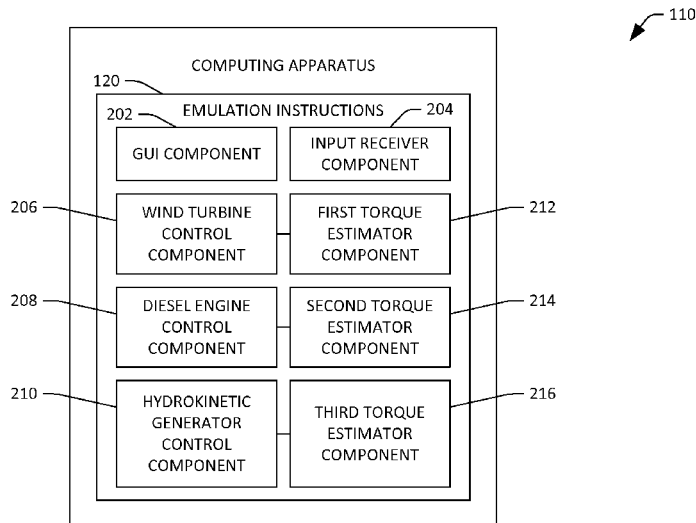 110
COMPUTING APPARATUS
120
EMULATION INSTRUCTIONS
202
204
GUI COMPONENT
INPUT RECEIVER
COMPONENT
206
WIND TURBINE
CONTROL
COMPONENT
FIRST TORQUE
ESTIMATOR
COMPONENT
212
208
DIESEL ENGINE
CONTROL
COMPONENT
SECOND TORQUE
ESTIMATOR
COMPONENT
214
210
HYDROKINETIC
GENERATOR
CONTROL
COMPONENT
THIRD TORQUE
ESTIMATOR
COMPONENT
216